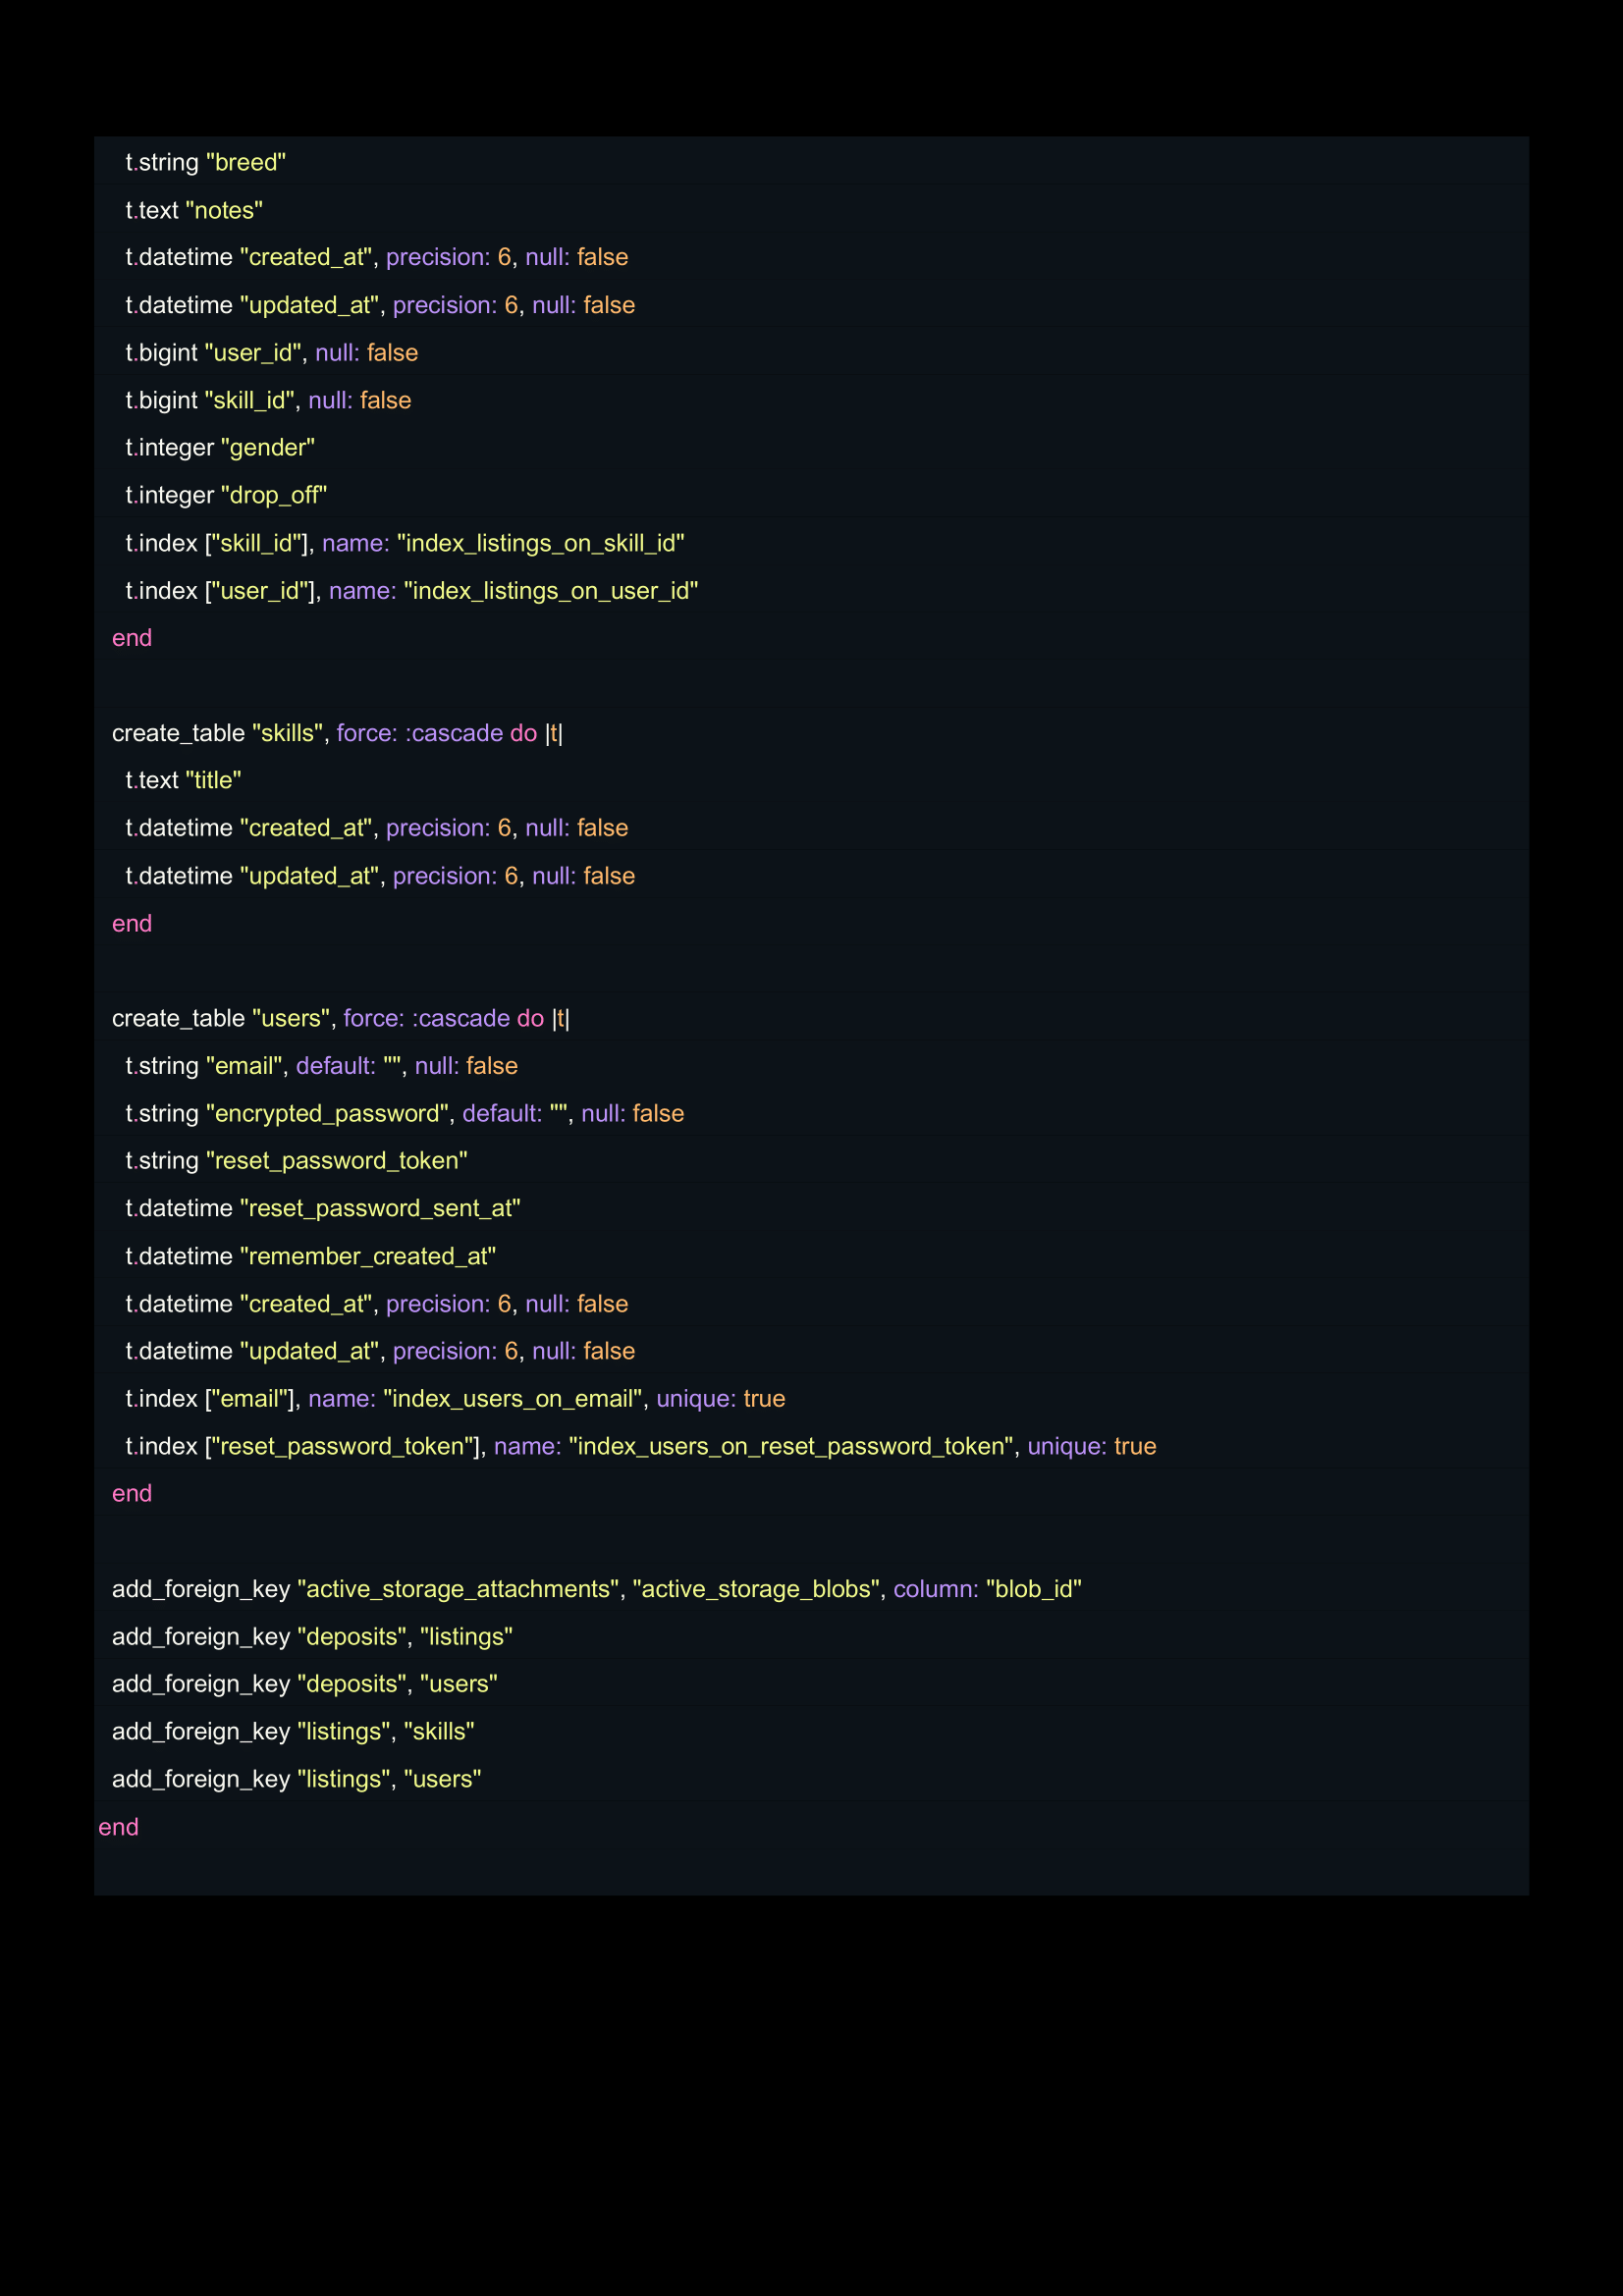 t.string "breed"
t.text "notes"
t.datetime "created_at", precision: 6, null: false
t.datetime "updated_at", precision: 6, null: false
t.bigint "user_id", null: false
t.bigint "skill_id", null: false
t.integer "gender"
t.integer "drop_off"
t.index ["skill_id"], name: "index_listings_on_skill_id"
t.index ["user_id"], name: "index_listings_on_user_id"
end
create_table "skills", force: :cascade do |t|
t.text "title"
t.datetime "created_at", precision: 6, null: false
t.datetime "updated_at", precision: 6, null: false
end
create_table "users", force: :cascade do |t|
t.string "email", default: "", null: false
t.string "encrypted_password", default: "", null: false
t.string "reset_password_token"
t.datetime "reset_password_sent_at"
t.datetime "remember_created_at"
t.datetime "created_at", precision: 6, null: false
t.datetime "updated_at", precision: 6, null: false
t.index ["email"], name: "index_users_on_email", unique: true
t.index ["reset_password_token"], name: "index_users_on_reset_password_token", unique: true
end
add_foreign_key "active_storage_attachments", "active_storage_blobs", column: "blob_id"
add_foreign_key "deposits", "listings"
add_foreign_key "deposits", "users"
add_foreign_key "listings", "skills"
add_foreign_key "listings", "users"
end